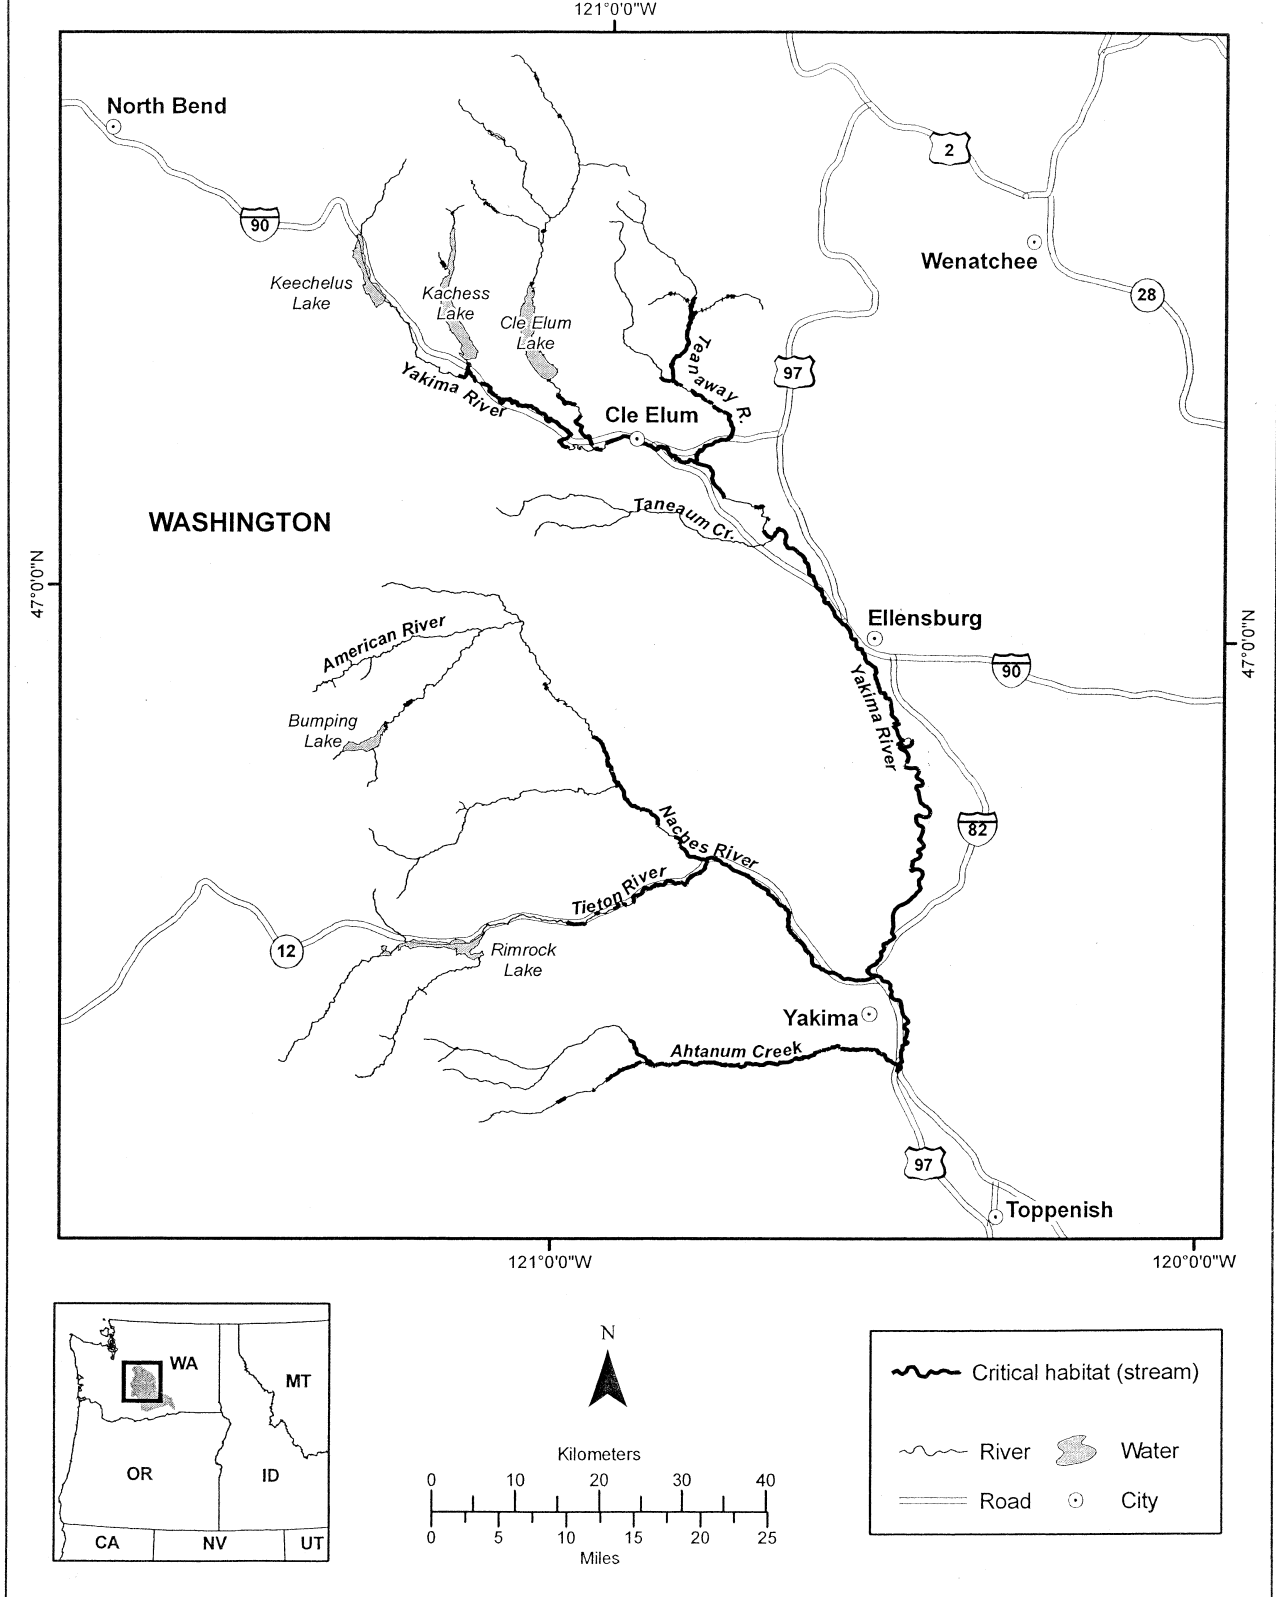 121°0'0"W
North Bend
2
90
Wenatchee
Keechelus
Lake
Kachess
Lake
28
Cle Elum
Lake
Teanaway R.
97
Yakima River
Cle Elum
Taneaum Cr.
WASHINGTON
47°0'0"N
47°0'0"N
Ellensburg
American River
90
Yakima River
Bumping
Lake
82
Naches River
Tieton River
12
Rimrock
Lake
Yakima
Ahtanum Creek
97
Toppenish
121°0'0"W
120°0'0"W
WA
MT
OR
ID
CA
NV
UT
N
Kilometers
0 10 20 30 40
0 5 10 15 20 25
Miles
Critical habitat (stream)
River
Water
Road
City